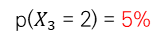 p(X₃ = 2) = 5%